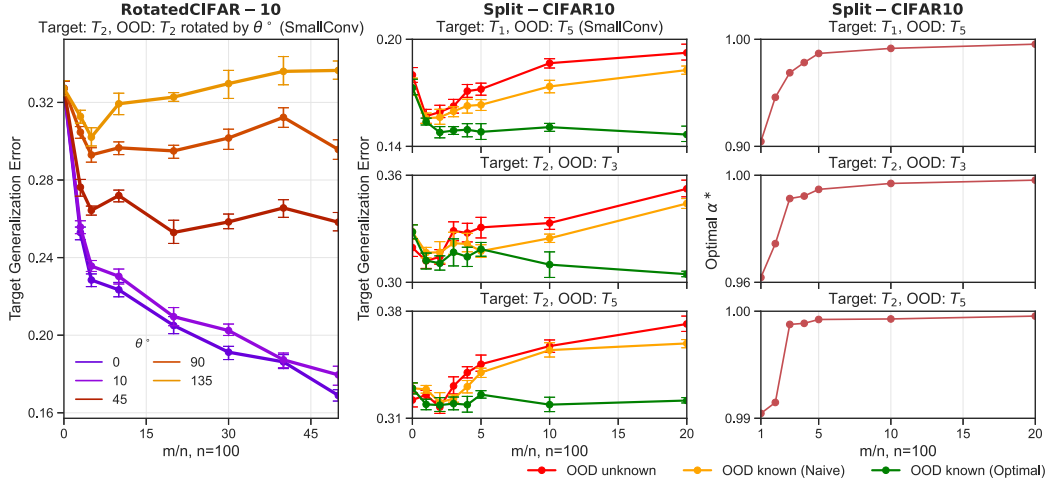 RotatedCIFAR-10
Target: T₂, OOD: T₂ rotated by θ° (SmallConv)
Target Generalization Error
0.32
0.28
0.24
0.20
0.16
θ°
0
10
45
90
135
0
15
30
45
m/n, n=100
Split-CIFAR10
Target: T₁, OOD: T₅ (SmallConv)
Target Generalization Error
0.20
0.14
Target: T₂, OOD: T₃
0.36
0.30
Target: T₂, OOD: T₅
0.38
0.31
0
5
10
15
20
m/n, n=100
Split-CIFAR10
Target: T₁, OOD: T₅
Optimal α*
1.00
0.90
Target: T₂, OOD: T₃
1.00
0.96
Target: T₂, OOD: T₅
1.00
0.99
1
5
10
15
20
m/n, n=100
OOD unknown
OOD known (Naive)
OOD known (Optimal)